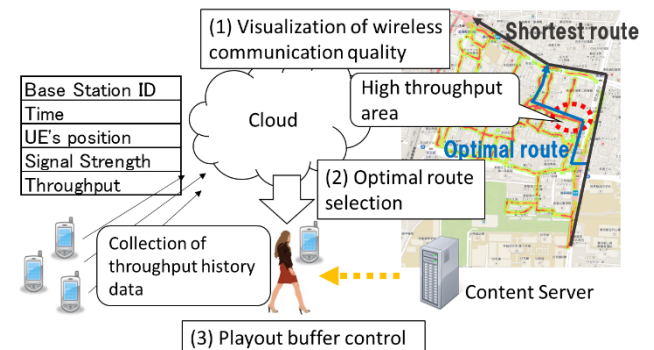 (1) Visualization of wireless
communication quality
Shortest route
High throughput
area
Base Station ID
Time
UE's position
Signal Strength
Throughput
Cloud
Optimal route
(2) Optimal route
selection
Collection of
throughput history
data
Content Server
(3) Playout buffer control